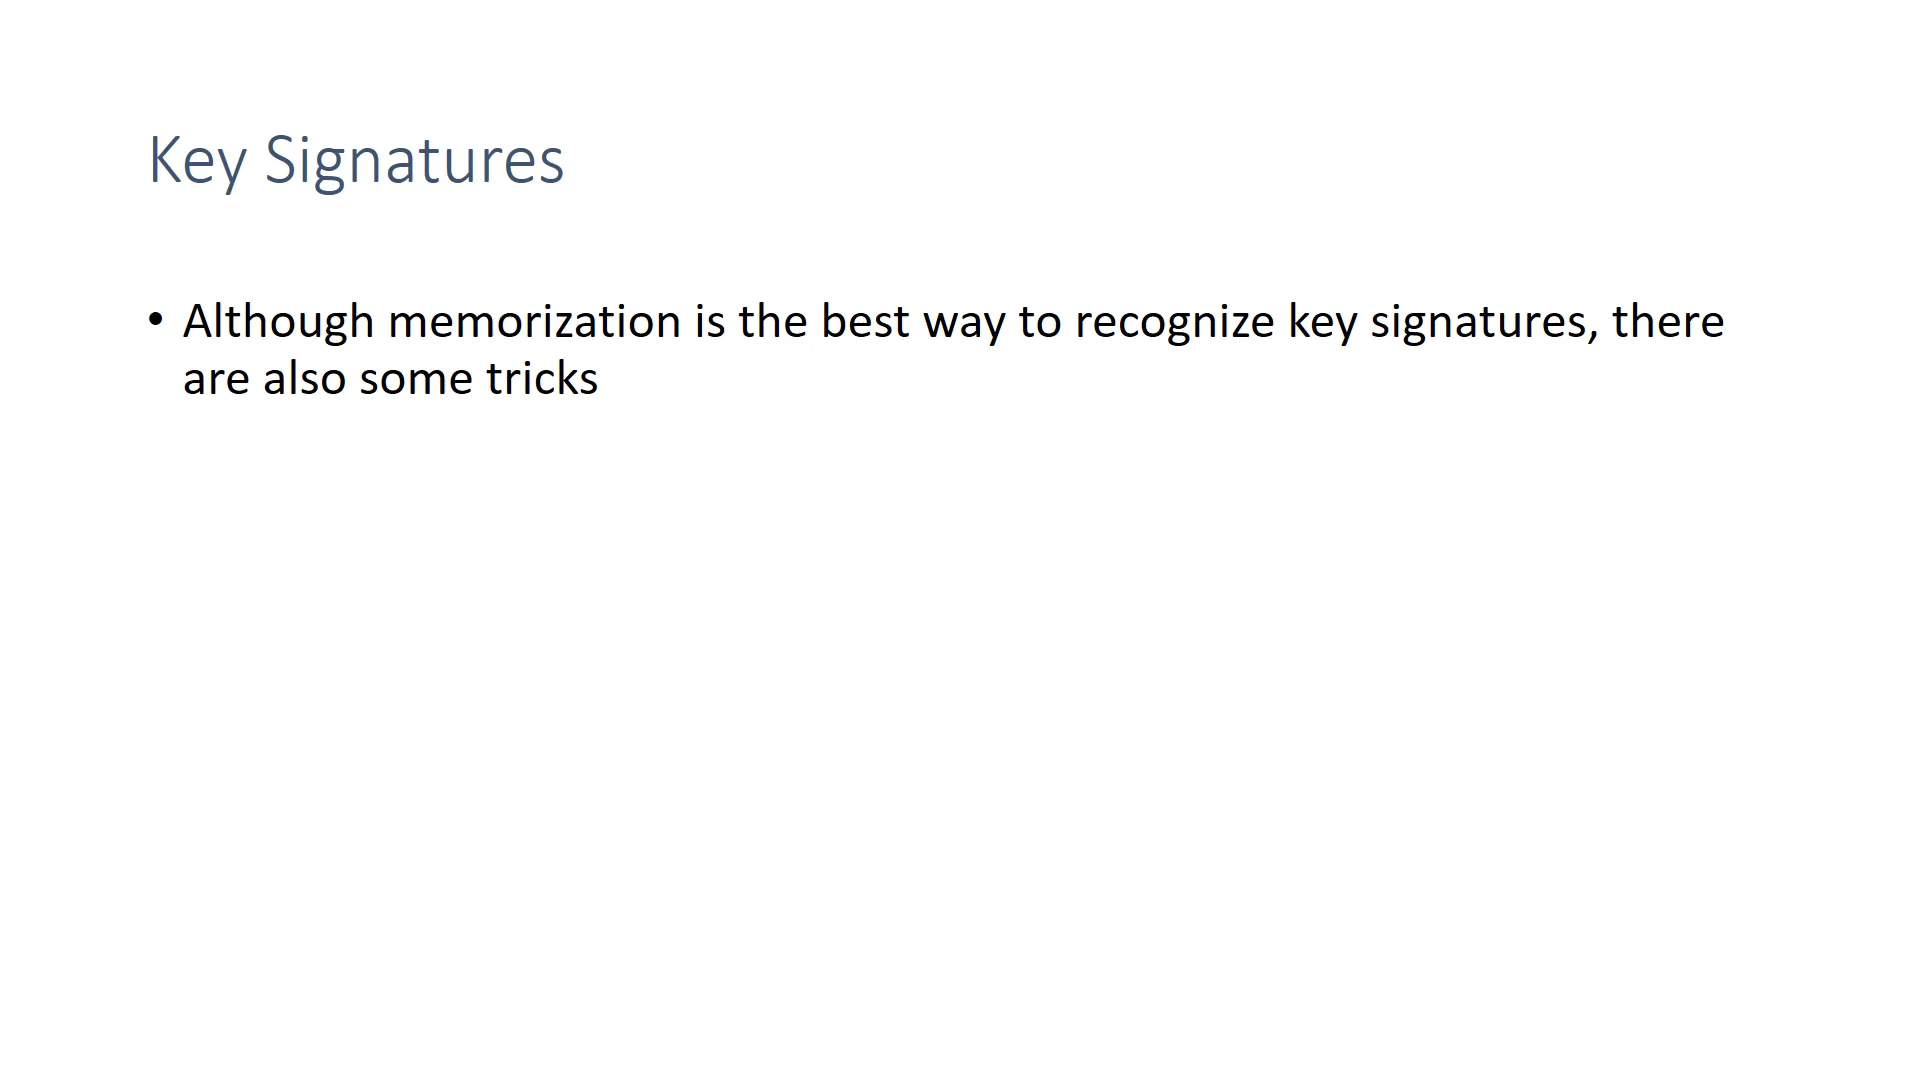 Key Signatures
• Although memorization is the best way to recognize key signatures, there
are also some tricks